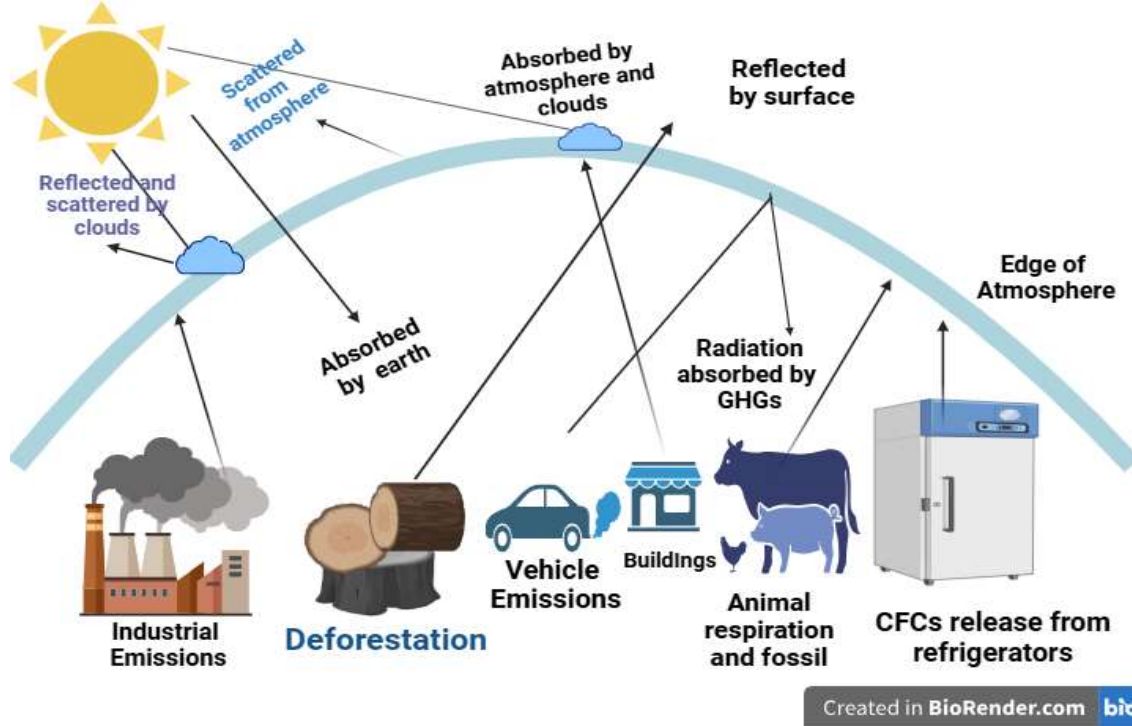 Scattered
from
atmosphere
Absorbed by
atmosphere and
clouds
Reflected
by surface
Reflected and
scattered by
clouds
Edge of
Atmosphere
Absorbed
by earth
Radiation
absorbed by
GHGs
Industrial
Emissions
Deforestation
Vehicle
Emissions
BuildIngs
Animal
respiration
and fossil
CFCs release from
refrigerators
Created in BioRender.com bio